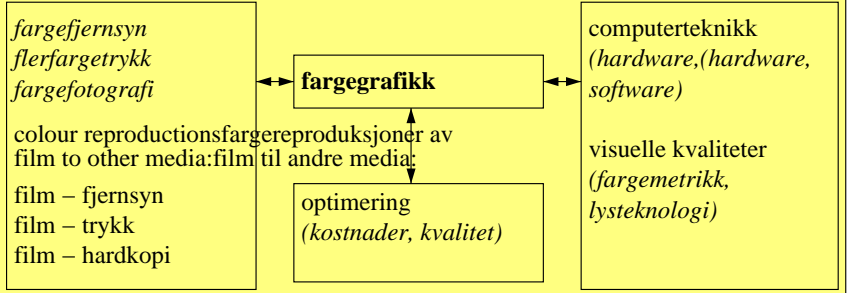 fargefjernsyn
flerfargetrykk
fargefotografi
colour reproductionsfargereproduksjoner av
film to other media:film til andre media:
film – fjernsyn
film – trykk
film – hardkopi
fargegrafikk
optimering
(kostnader, kvalitet)
computerteknikk
(hardware,(hardware,
software)
visuelle kvaliteter
(fargemetrikk,
lysteknologi)